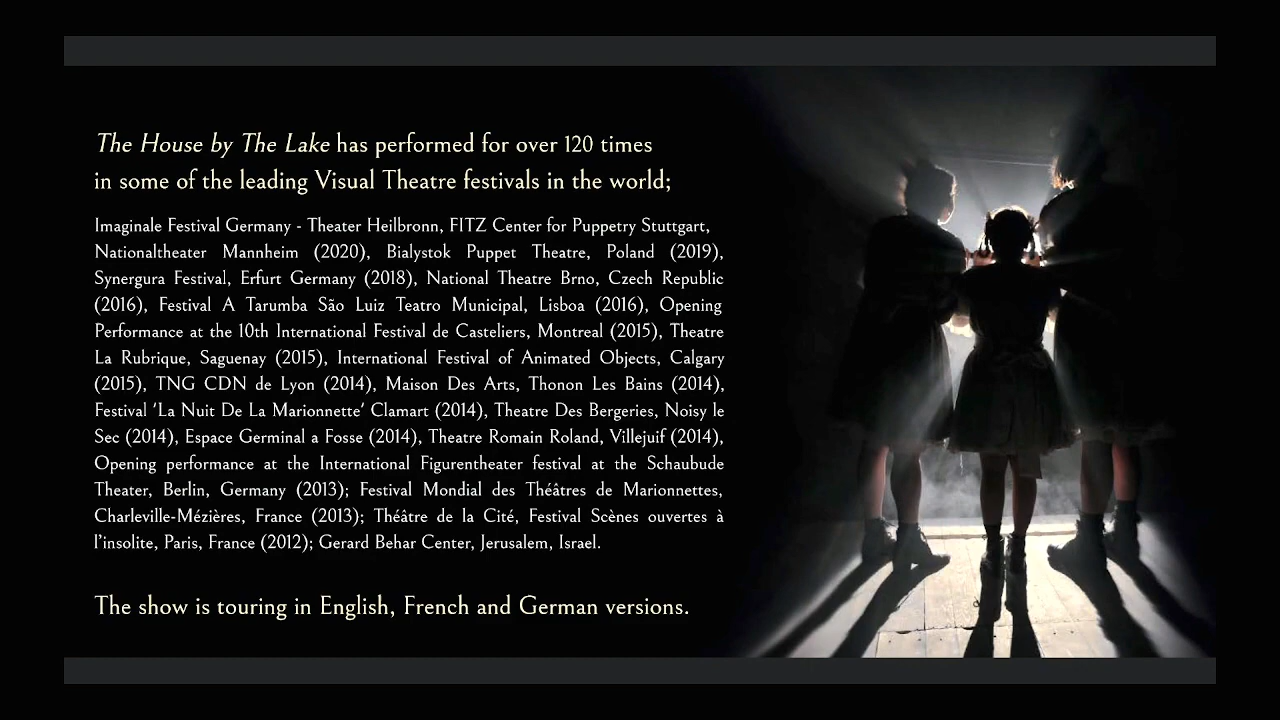 The House by The Lake has performed for over 120 times
in some of the leading Visual Theatre festivals in the world;
Imaginale Festival Germany - Theater Heilbronn, FITZ Center for Puppetry Stuttgart,
Nationaltheater Mannheim (2020), Bialystok Puppet Theatre, Poland (2019),
Synergura Festival, Erfurt Germany (2018), National Theatre Brno, Czech Republic
(2016), Festival A Tarumba São Luiz Teatro Municipal, Lisboa (2016), Opening
Performance at the 10th International Festival de Casteliers, Montreal (2015), Theatre
La Rubrique, Saguenay (2015), International Festival of Animated Objects, Calgary
(2015), TNG CDN de Lyon (2014), Maison Des Arts, Thonon Les Bains (2014),
Festival 'La Nuit De La Marionnette' Clamart (2014), Theatre Des Bergeries, Noisy le
Sec (2014), Espace Germinal a Fosse (2014), Theatre Romain Roland, Villejuif (2014),
Opening performance at the International Figurentheater festival at the Schaubude
Theater, Berlin, Germany (2013); Festival Mondial des Théâtres de Marionnettes,
Charleville-Mézières, France (2013); Théâtre de la Cité, Festival Scènes ouvertes à
l'insolite, Paris, France (2012); Gerard Behar Center, Jerusalem, Israel.
The show is touring in English, French and German versions.